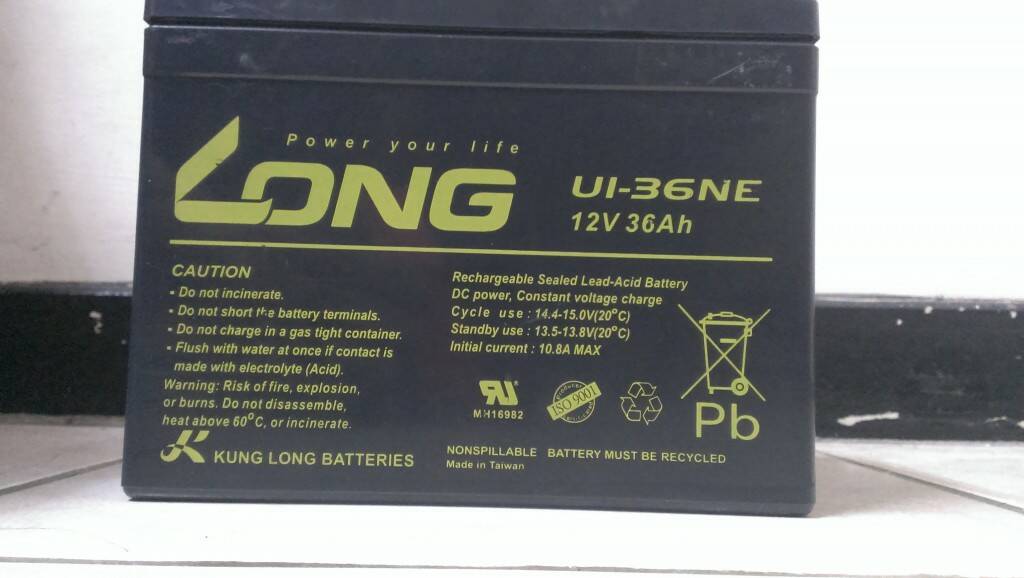 Power your life
LONG
U1-36NE
12V 36Ah
CAUTION
- Do not incinerate.
- Do not short the battery terminals.
- Do not charge in a gas tight container.
- Flush with water at once if contact is
made with electrolyte (Acid).
Warning: Risk of fire, explosion,
or burns. Do not disassemble,
heat above 60°C, or incinerate.
KUNG LONG BATTERIES
Rechargeable Sealed Lead-Acid Battery
DC power, Constant voltage charge
Cycle use : 14.4-15.0V(20°C)
Standby use : 13.5-13.8V(20°C)
Initial current : 10.8A MAX
MH16982
PRODUCER
ISO 9001
Pb
NONSPILLABLE BATTERY MUST BE RECYCLED
Made in Taiwan